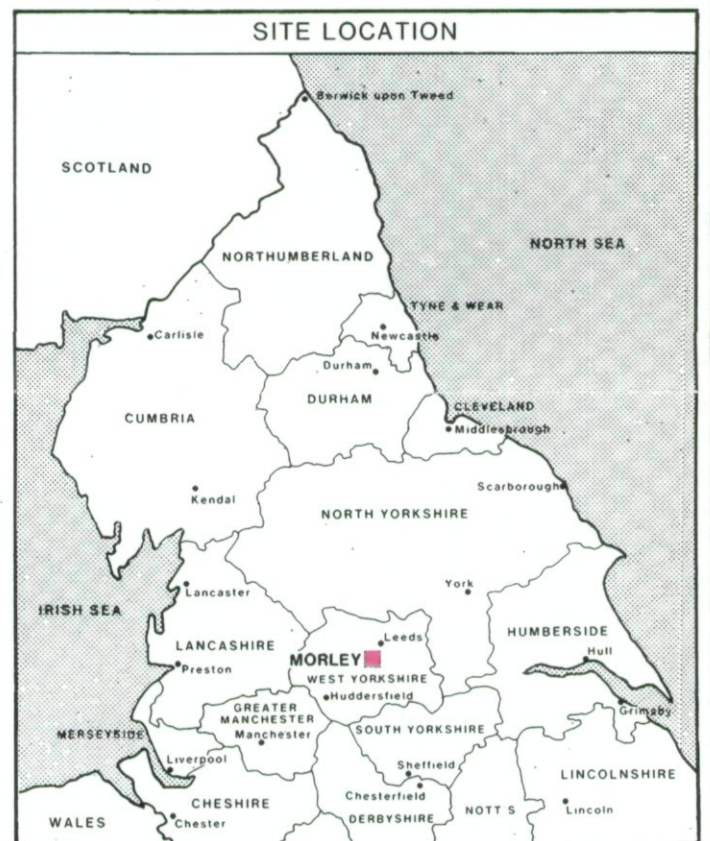 SITE LOCATION
Berwick upon Tweed
SCOTLAND
NORTH SEA
NORTHUMBERLAND
TYNE & WEAR
Carlisle
Newcastle
Durham
DURHAM
CLEVELAND
CUMBRIA
Middlesbrough
Scarborough
Kendal
NORTH YORKSHIRE
York
Lancaster
IRISH SEA
HUMBERSIDE
Leeds
LANCASHIRE
Hull
MORLEY
Preston
WEST YORKSHIRE
Huddersfield
GREATER
MANCHESTER
Grimsby
SOUTH YORKSHIRE
MERSEYSIDE
Manchester
Liverpool
Sheffield
LINCOLNSHIRE
Chesterfield
CHESHIRE
NOTT S
Lincoln
DERBYSHIRE
WALES
Chester